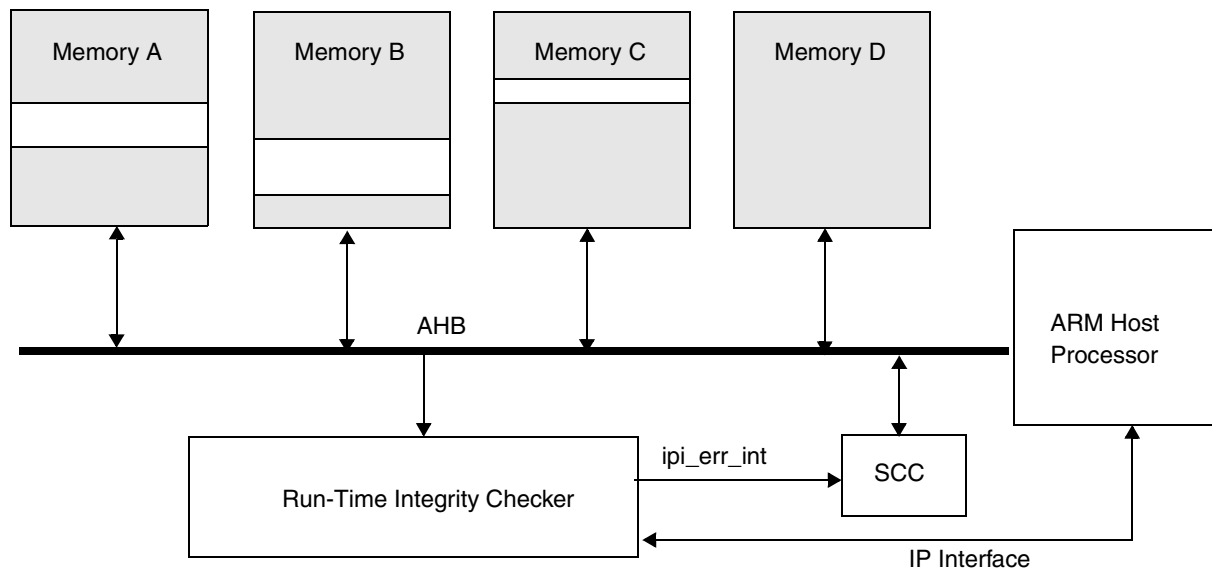 Memory A
Memory B
Memory C
Memory D
AHB
ARM Host
Processor
ipi_err_int
SCC
Run-Time Integrity Checker
IP Interface